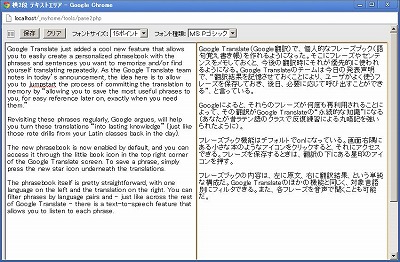 横2段 テキストエリア - Google Chrome
localhost/_myhome/tools/pane2.php
保存 クリア フォントサイズ: 15ポイント フォント種類: MS Pゴシック
Google Translate just added a cool new feature that allows
you to easily create a personalized phrasebook with the
phrases and sentences you want to memorize and/or find
yourself translating repeatedly. As the Google Translate team
notes in today's announcement, the idea here is to allow
you to jumpstart the process of committing the translation to
memory by "allowing you to save the most useful phrases to
you, for easy reference later on, exactly when you need
them."
Revisiting these phrases regularly, Google argues, will help
you turn these translations "into lasting knowledge" (just like
those rote drills from your Latin classes back in the day).
The new phrasebook is now enabled by default, and you can
access it through the little book icon in the top right corner
of the Google Translate screen. To save a phrase, simply
press the new star icon underneath the translations.
The phrasebook itself is pretty straightforward, with one
language on the left and the translation on the right. You can
filter phrases by language pairs and – just like across the rest
of Google Translate – there is a text-to-speech feature that
allows you to listen to each phrase.
Google Translate(Google翻訳)で、個人的なフレーズブック(語
句覚え書き帳)を作れるようになった。そこにフレーズやセンテ
ンスをメモしておくと、今後の翻訳時にそれが優先的に使われ
るようになる。Google Translateのチームは今日の発表声明
で、"翻訳結果を記憶させておくことにより、ユーザがよく使うフ
レーズを保存しておき、後日、必要に応じて呼び出すことができ
る"、と言っている。
Googleによると、それらのフレーズが何度も再利用されることに
よって、その翻訳がGoogle Translateの"永続的な知識"になる
(あなたが昔ラテン語のクラスで反復練習による丸暗記を強い
られたように)。
フレーズブック機能はデフォルトでonになっている。画面右隅に
ある小さな本のようなアイコンをクリックすると、それにアクセス
できる。フレーズを保存するときは、翻訳の下にある星印のアイ
コンを押す。
フレーズブックの内容は、左に原文、右に翻訳結果、という単純
な構成だ。Google Translateのほかの機能と同じく、対象言語
別にフィルタできる。また、各フレーズを音声で聞くことも可能
だ。